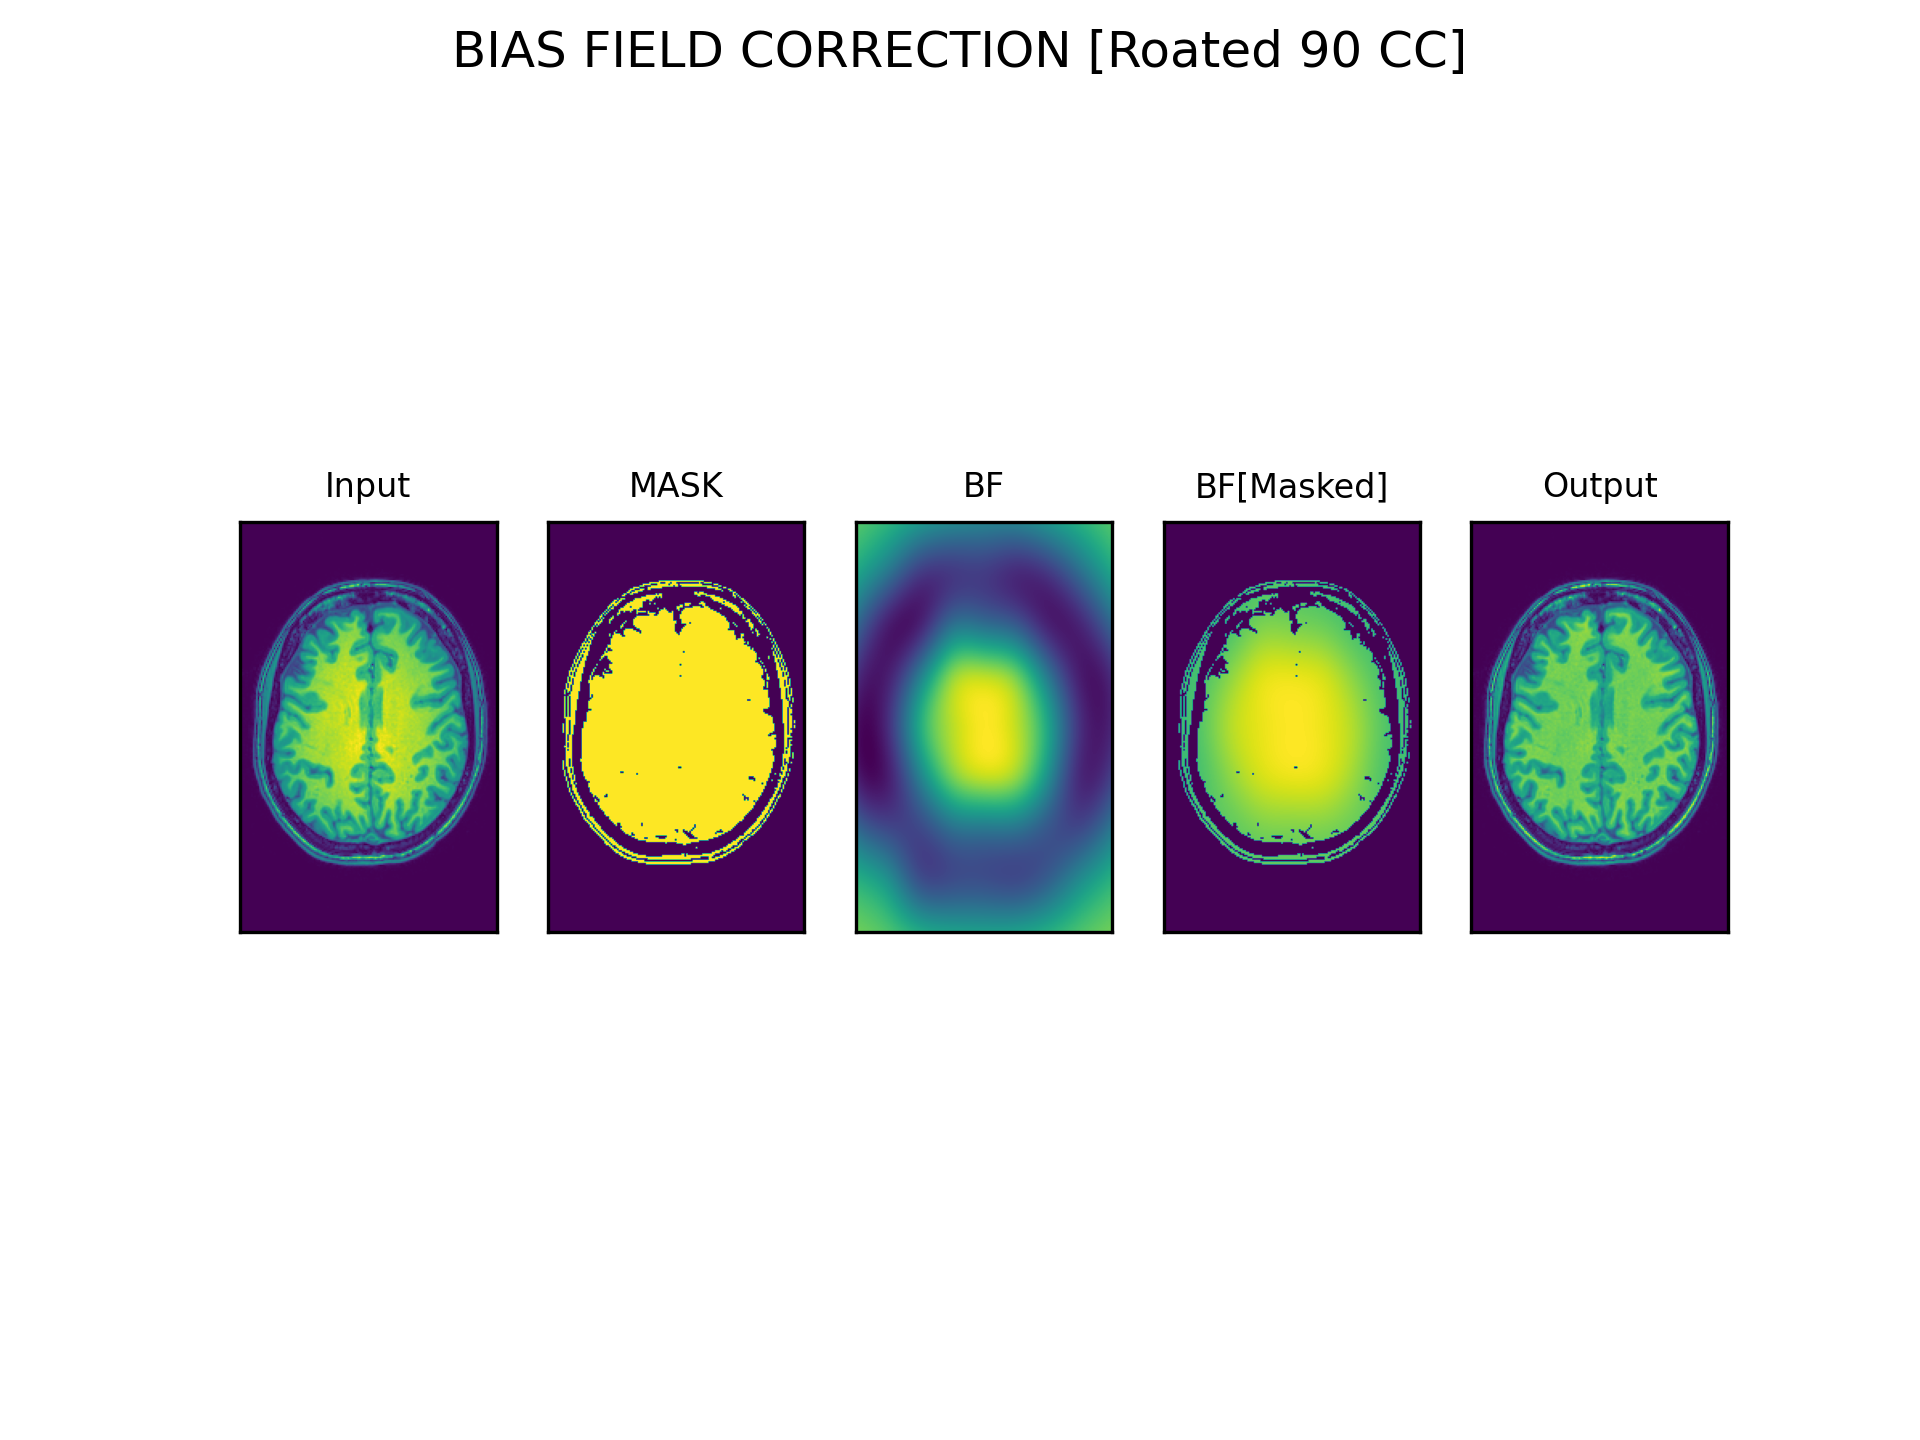 BIAS FIELD CORRECTION [Roated 90 CC]
Input
MASK
BF
BF[Masked]
Output